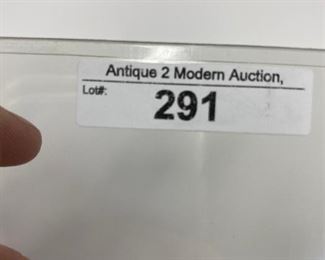 Antique 2 Modern Auction,
Lot#:
291